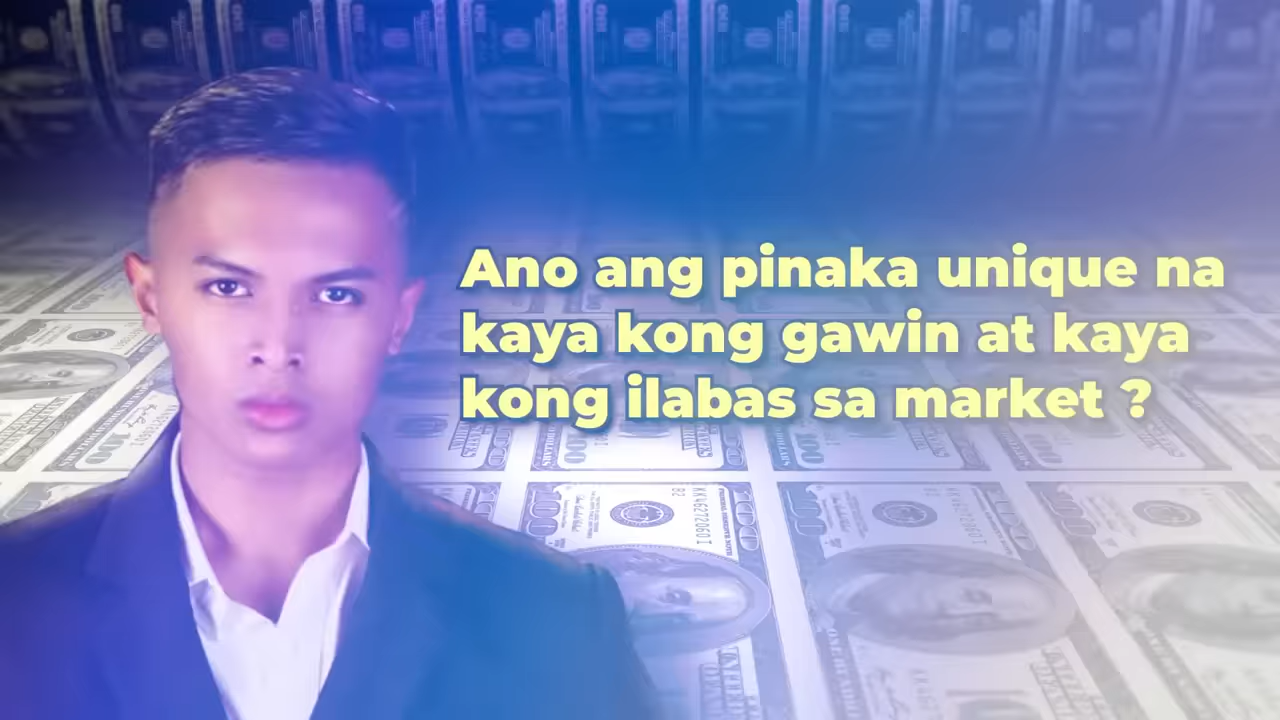 Ano ang pinaka unique na
kaya kong gawin at kaya
kong ilabas sa market ?